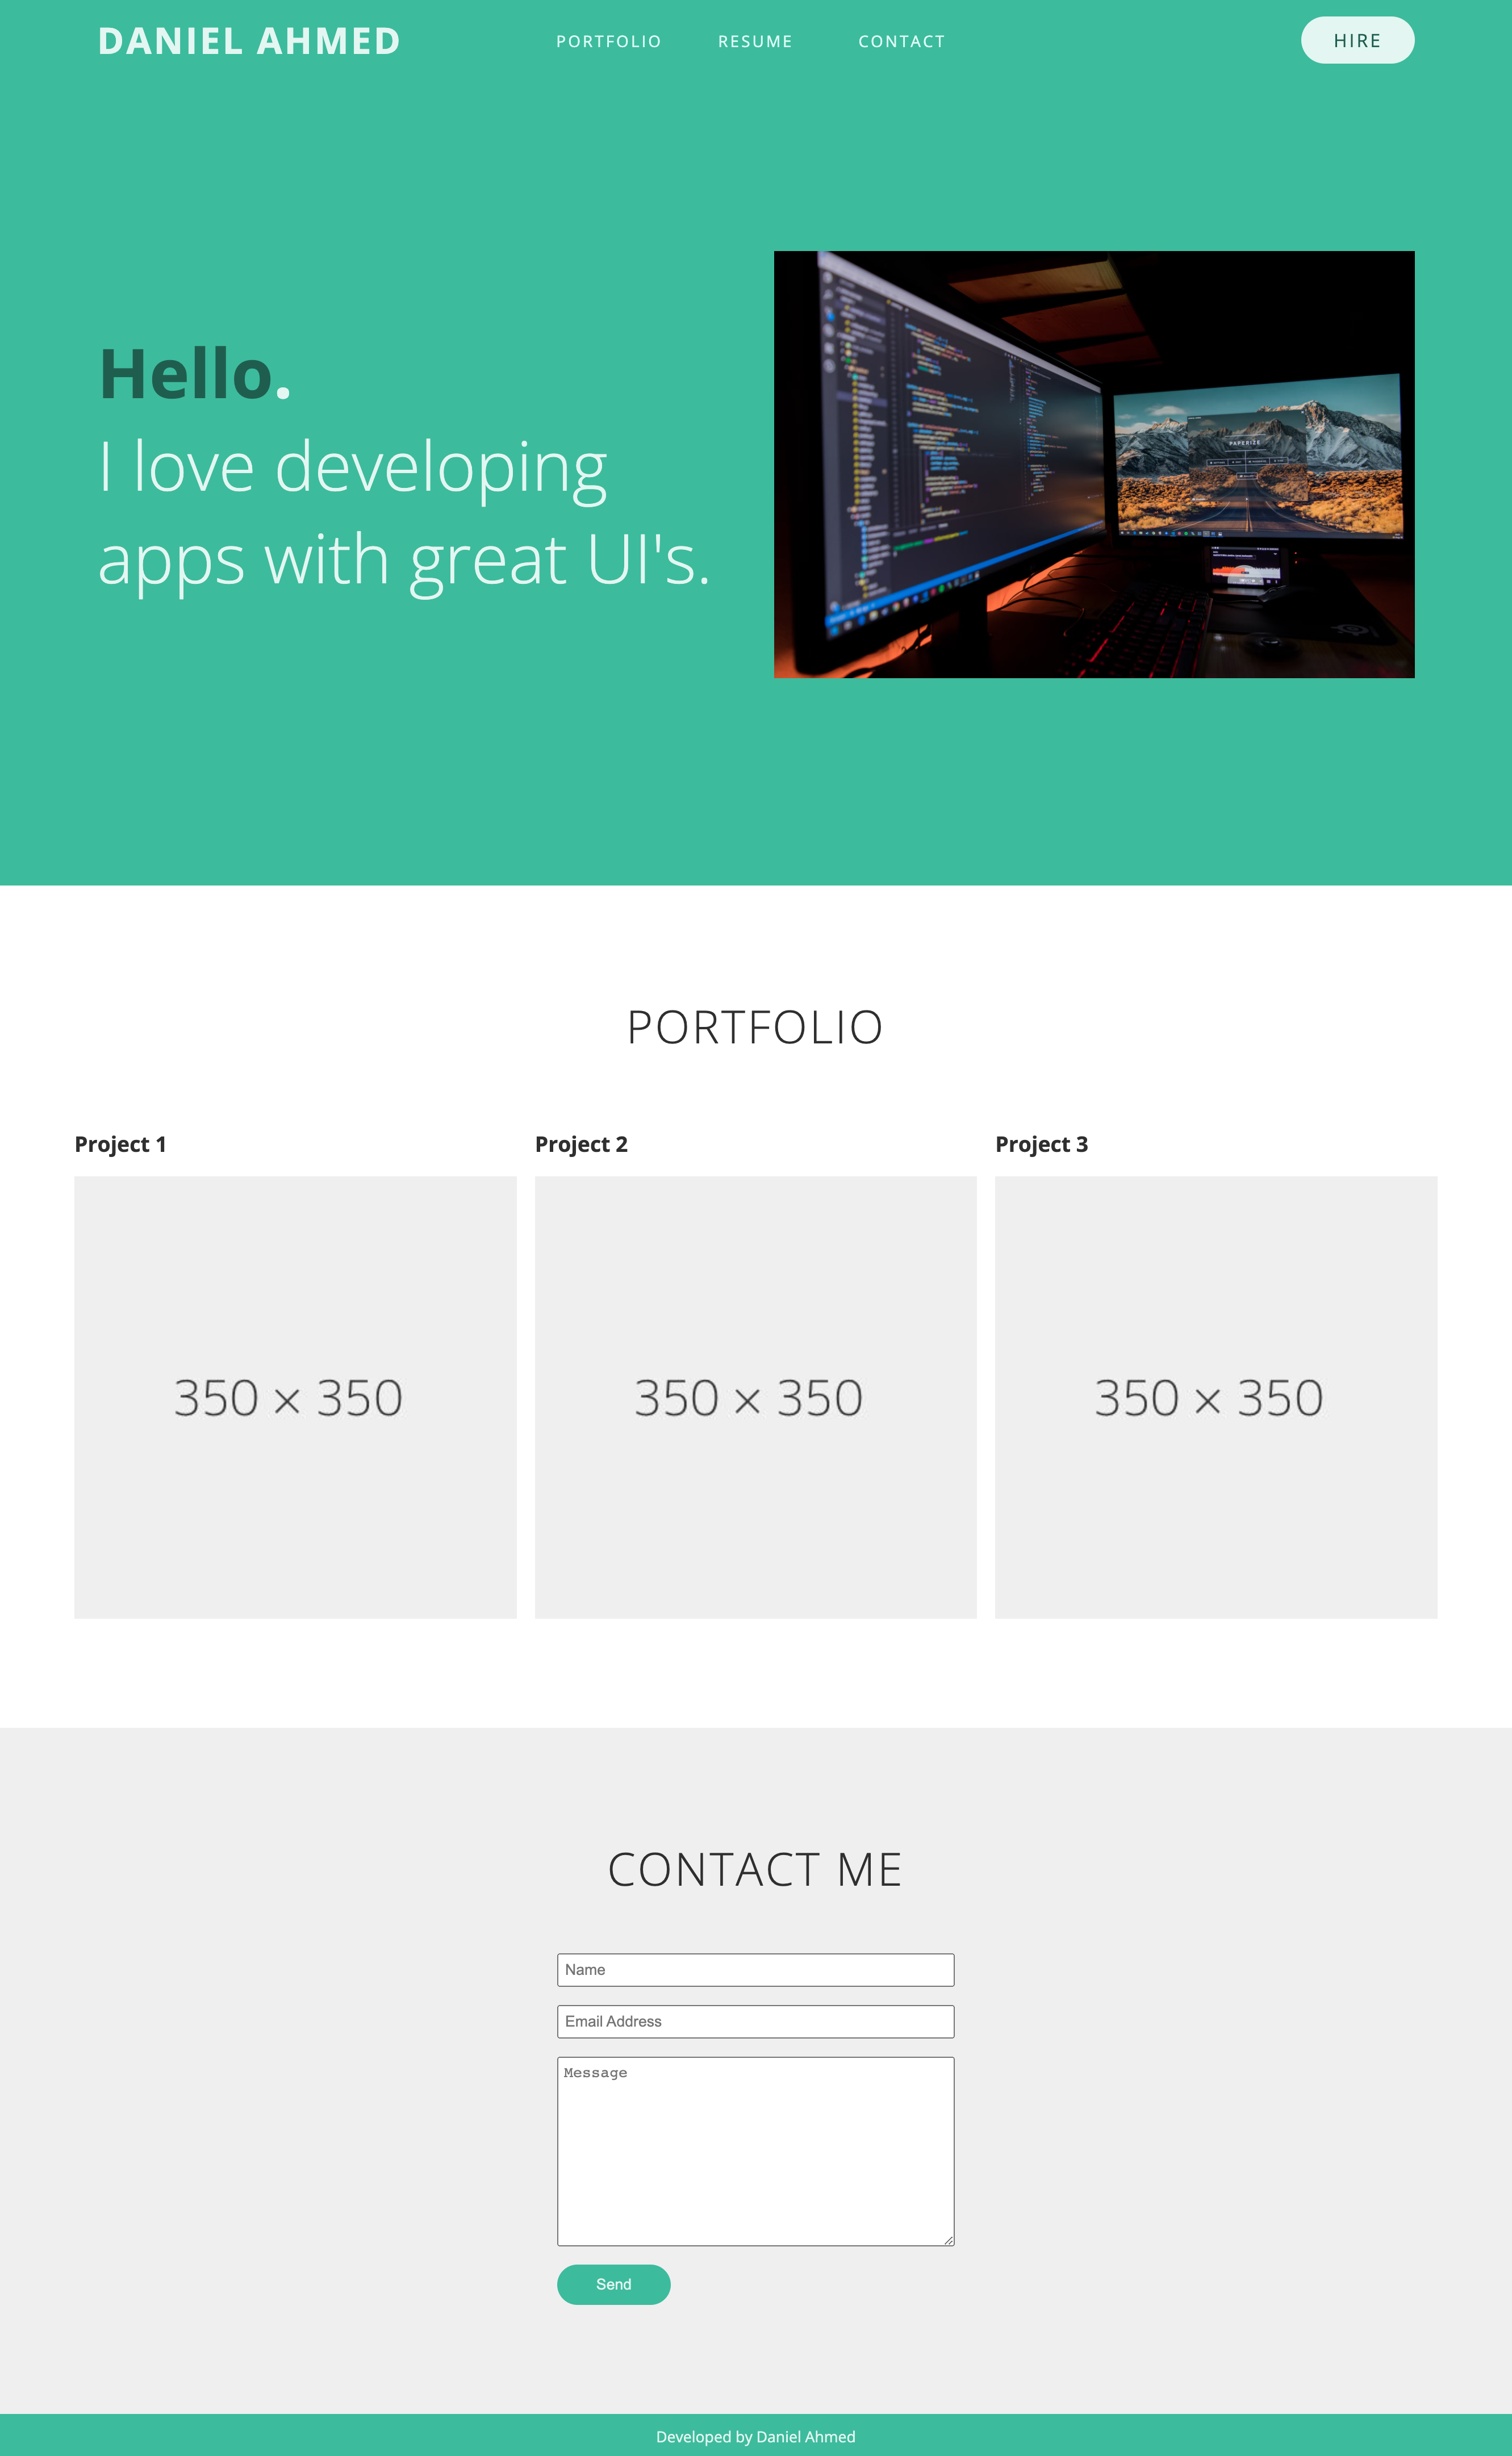 DANIEL AHMED
PORTFOLIO
RESUME
CONTACT
HIRE
Hello.
I love developing
apps with great UI's.
PAPERIZE
PORTFOLIO
Project 1
Project 2
Project 3
350 × 350
350 × 350
350 × 350
CONTACT ME
Name
Email Address
Message
Send
Developed by Daniel Ahmed